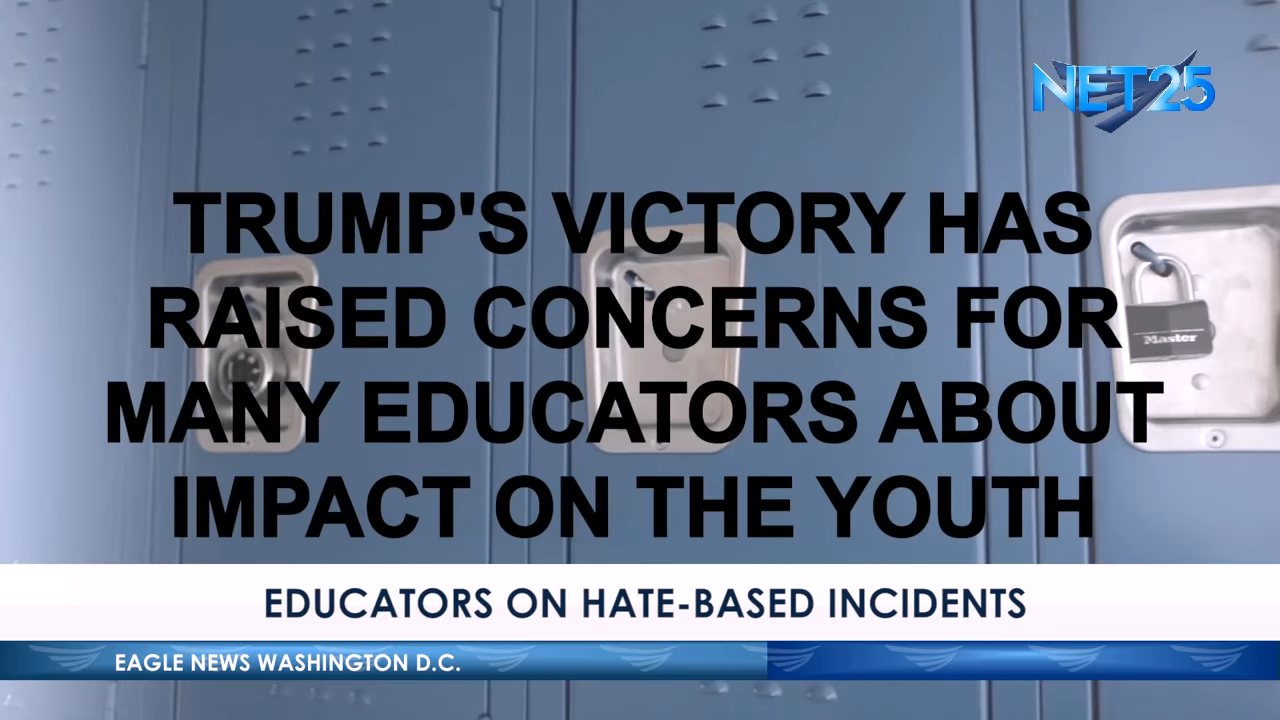 NET25
TRUMP'S VICTORY HAS
RAISED CONCERNS FOR
MANY EDUCATORS ABOUT
IMPACT ON THE YOUTH
Master
EDUCATORS ON HATE-BASED INCIDENTS
EAGLE NEWS WASHINGTON D.C.